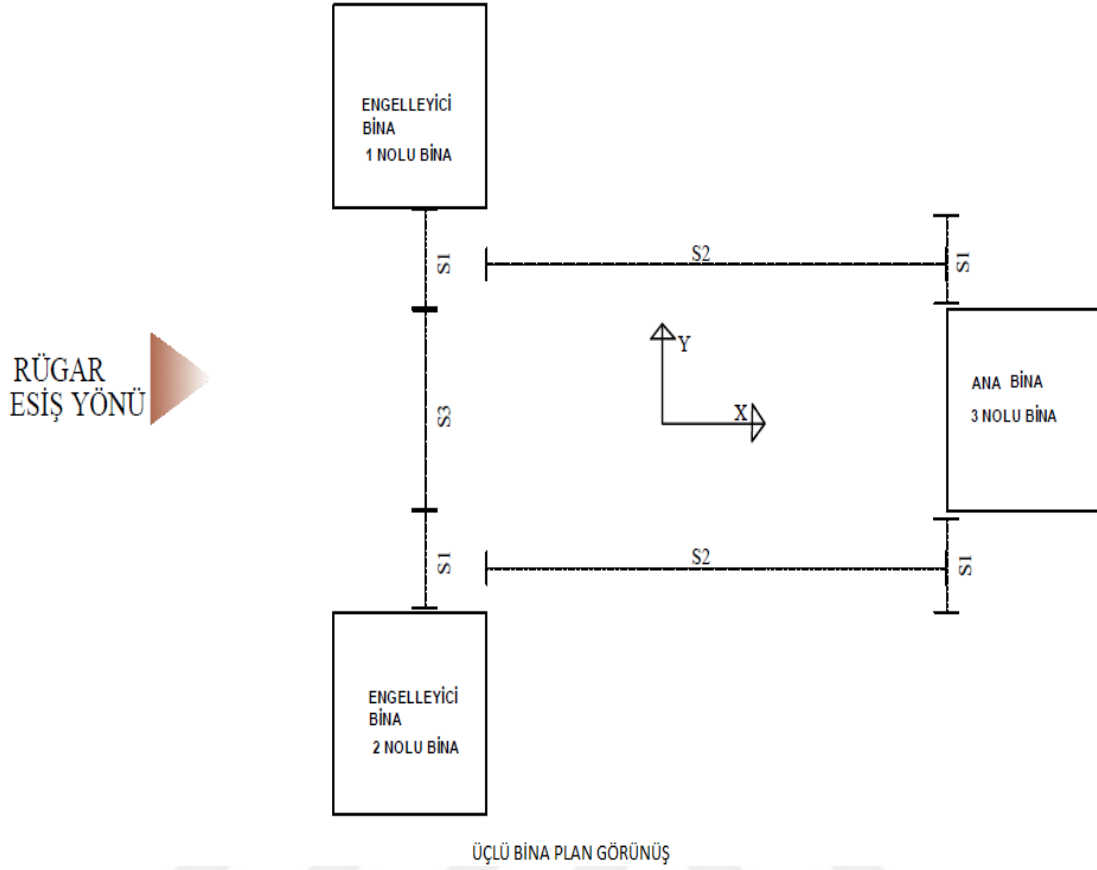 ENGELLEYİCİ
BİNA
1 NOLU BİNA
S1
S2
S1
RÜGAR
ESİŞ YÖNÜ
S3
Y
X
ANA BİNA
3 NOLU BİNA
S1
S2
S1
ENGELLEYİCİ
BİNA
2 NOLU BİNA
ÜÇLÜ BİNA PLAN GÖRÜNÜŞ